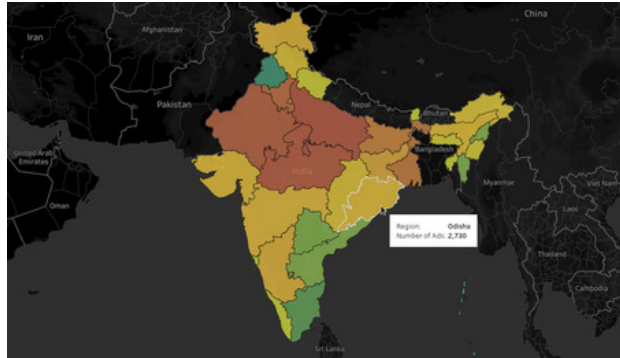 China
Iran
Afghanistan
Pakistan
Nepal
Bhutan
United Arab
Emirates
Bangladesh
India
Oman
Myanmar
Viet Nam
Laos
Region: Odisha
Number of Ads: 2,730
Thailand
Cambodia
Sri Lanka